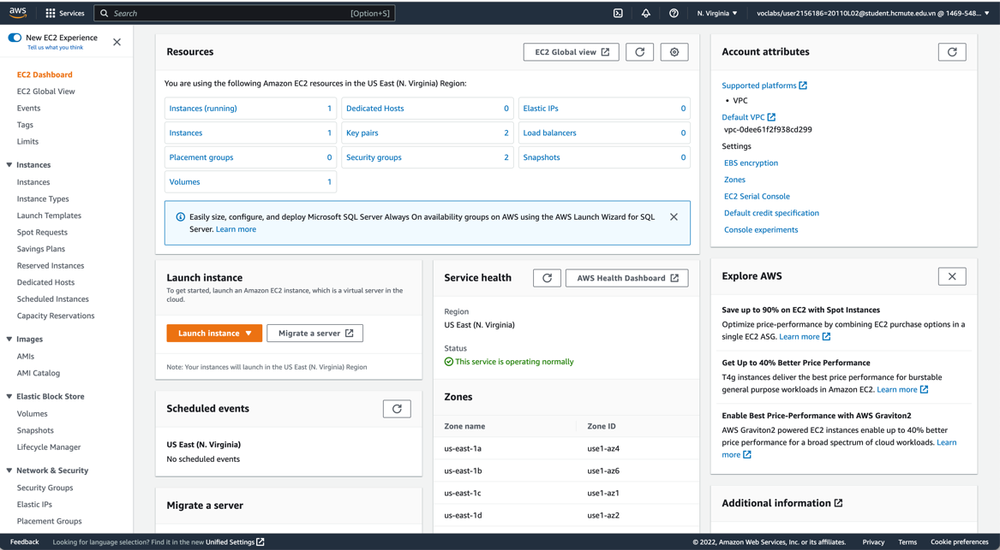 aws
Services
Search
[Option+S]
N. Virginia
voclabs/user2156186=20110L02@student.hcmute.edu.vn @ 1469-548...
New EC2 Experience
Tell us what you think
EC2 Dashboard
EC2 Global View
Events
Tags
Limits
Instances
Instances
Instance Types
Launch Templates
Spot Requests
Savings Plans
Reserved Instances
Dedicated Hosts
Scheduled Instances
Capacity Reservations
Images
AMIs
AMI Catalog
Elastic Block Store
Volumes
Snapshots
Lifecycle Manager
Network & Security
Security Groups
Elastic IPs
Placement Groups
Resources
EC2 Global view
You are using the following Amazon EC2 resources in the US East (N. Virginia) Region:
Instances (running) 1
Dedicated Hosts 0
Elastic IPs 0
Instances 1
Key pairs 2
Load balancers 0
Placement groups 0
Security groups 2
Snapshots 0
Volumes 1
Easily size, configure, and deploy Microsoft SQL Server Always On availability groups on AWS using the AWS Launch Wizard for SQL
Server. Learn more
Launch instance
To get started, launch an Amazon EC2 instance, which is a virtual server in the
cloud.
Launch instance
Migrate a server
Note: Your instances will launch in the US East (N. Virginia) Region
Scheduled events
US East (N. Virginia)
No scheduled events
Migrate a server
Service health
AWS Health Dashboard
Region
US East (N. Virginia)
Status
This service is operating normally
Zones
Zone name Zone ID
us-east-1a use1-az4
us-east-1b use1-az6
us-east-1c use1-az1
us-east-1d use1-az2
Account attributes
Supported platforms
• VPC
Default VPC
vpc-0dee61f2f938cd299
Settings
EBS encryption
Zones
EC2 Serial Console
Default credit specification
Console experiments
Explore AWS
Save up to 90% on EC2 with Spot Instances
Optimize price-performance by combining EC2 purchase options in a
single EC2 ASG. Learn more
Get Up to 40% Better Price Performance
T4g instances deliver the best price performance for burstable
general purpose workloads in Amazon EC2. Learn more
Enable Best Price-Performance with AWS Graviton2
AWS Graviton2 powered EC2 instances enable up to 40% better
price performance for a broad spectrum of cloud workloads. Learn
more
Additional information
Feedback
Looking for language selection? Find it in the new Unified Settings
© 2022, Amazon Web Services, Inc. or its affiliates.
Privacy
Terms
Cookie preferences